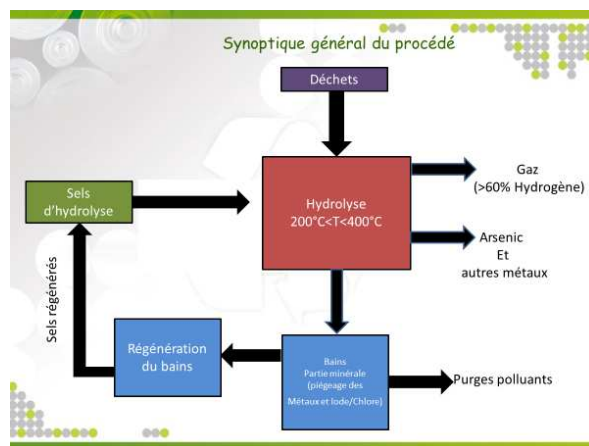 Synoptique général du procédé
Déchets
Sels
d'hydrolyse
Hydrolyse
200°C<T<400°C
Gaz
(>60% Hydrogène)
Arsenic
Et
autres métaux
Sels régénérés
Régénération
du bains
Bains
Partie minérale
(piégeage des
Métaux et Iode/Chlore)
Purges polluants